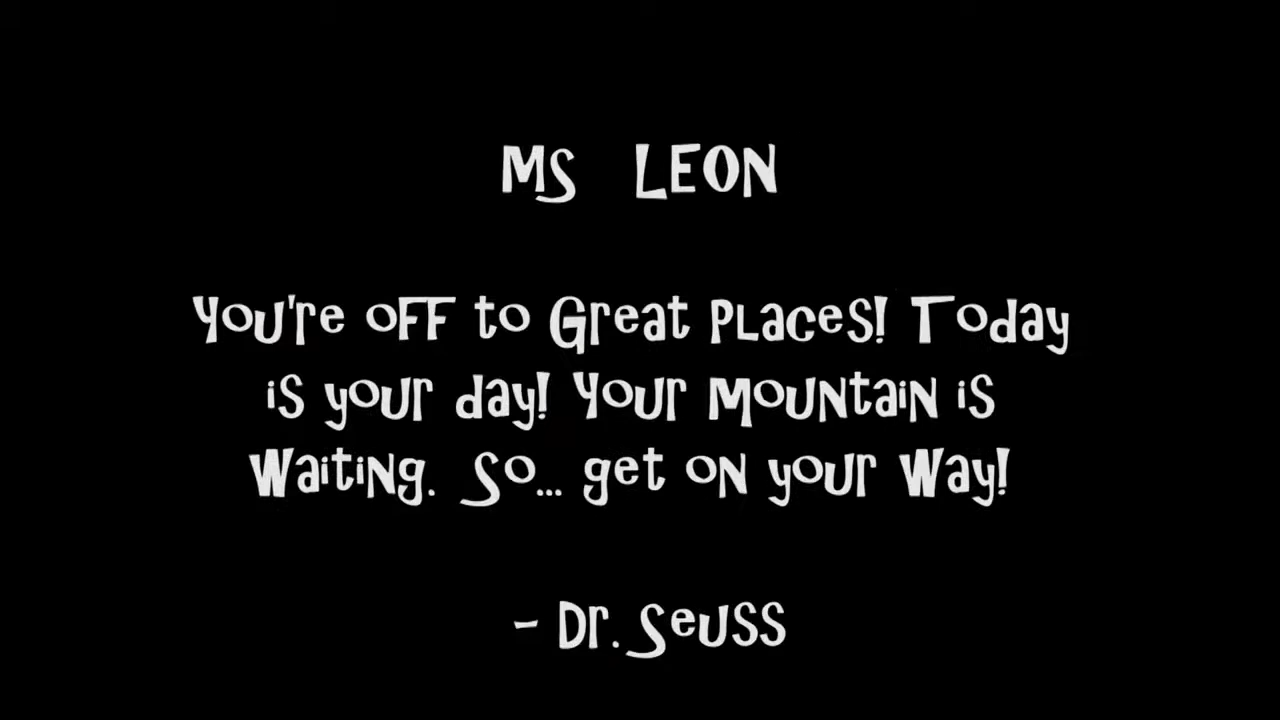 MS LEON
You're off to Great Places! Today
is your day! Your Mountain is
Waiting. So... get on your way!
- Dr. Seuss